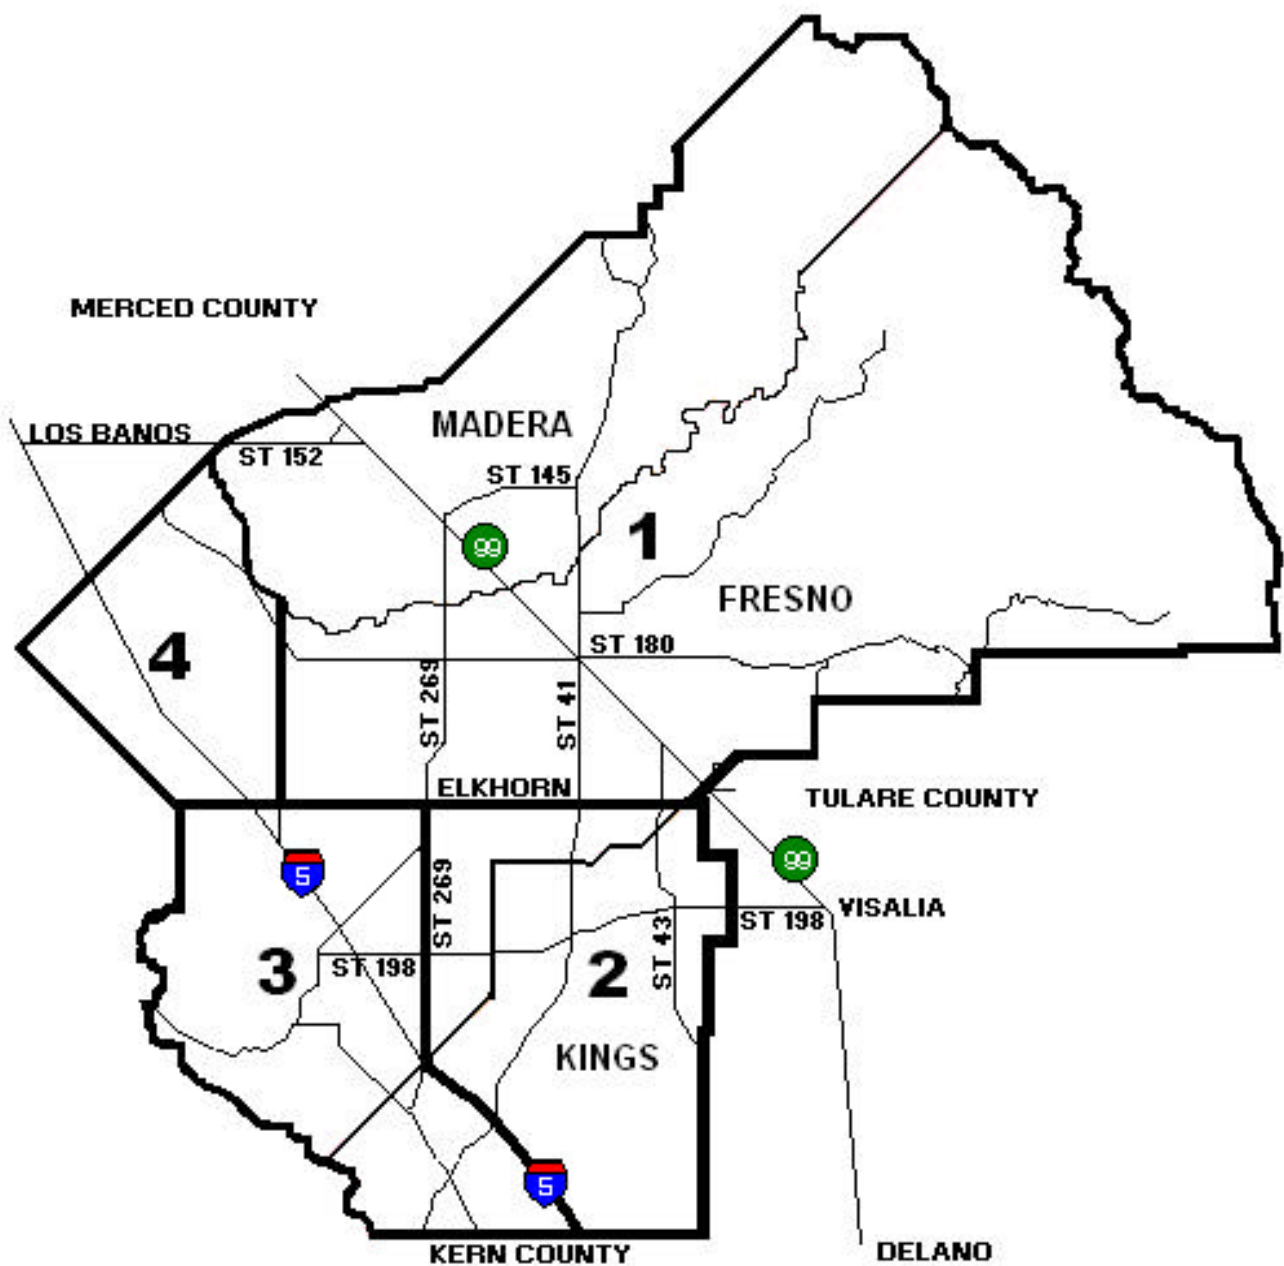 MERCED COUNTY
MADERA
LOS BANOS
ST 152
ST 145
1
99
FRESNO
4
ST 180
ST 269
ST 41
ELKHORN
TULARE COUNTY
99
5
ST 269
VISALIA
ST 198
ST 43
3
ST 198
2
KINGS
5
KERN COUNTY
DELANO